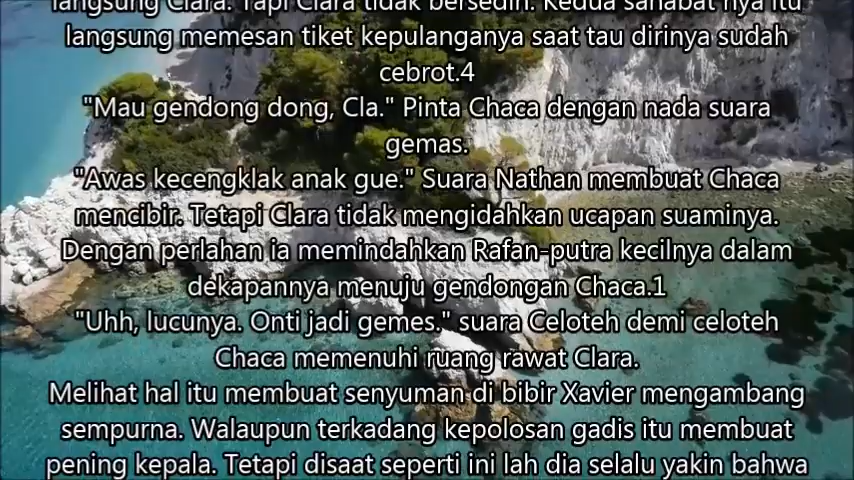 langsung Clara. Tapi Clara tidak bersedih. Kedua sahabat nya itu
langsung memesan tiket kepulanganya saat tau dirinya sudah
cebrot.4
"Mau gendong dong, Cla." Pinta Chaca dengan nada suara
gemas.
"Awas kecengklak anak gue." Suara Nathan membuat Chaca
mencibir. Tetapi Clara tidak mengidahkan ucapan suaminya.
Dengan perlahan ia memindahkan Rafan-putra kecilnya dalam
dekapannya menuju gendongan Chaca.1
"Uhh, lucunya. Onti jadi gemes." suara Celoteh demi celoteh
Chaca memenuhi ruang rawat Clara.
Melihat hal itu membuat senyuman di bibir Xavier mengambang
sempurna. Walaupun terkadang kepolosan gadis itu membuat
pening kepala. Tetapi disaat seperti ini lah dia selalu yakin bahwa